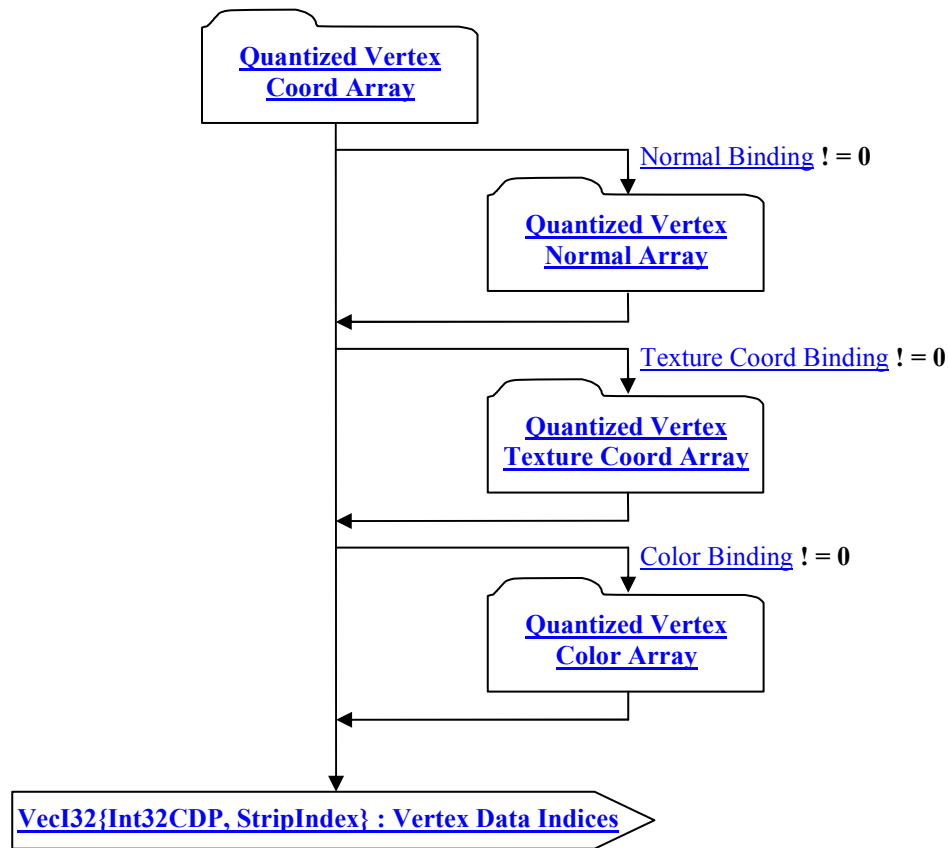 Quantized Vertex
Coord Array
Normal Binding ! = 0
Quantized Vertex
Normal Array
Texture Coord Binding ! = 0
Quantized Vertex
Texture Coord Array
Color Binding ! = 0
Quantized Vertex
Color Array
VecI32{Int32CDP, StripIndex} : Vertex Data Indices